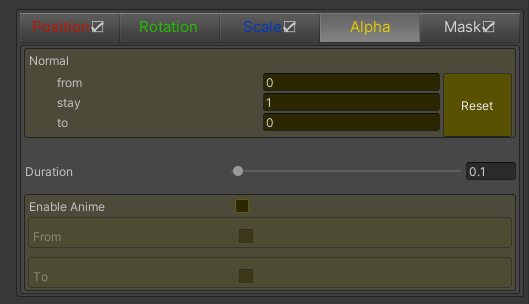 Position Rotation Scale Alpha Mask
Normal
from 0
stay 1
to 0
Reset
Duration 0.1
Enable Anime
From
To